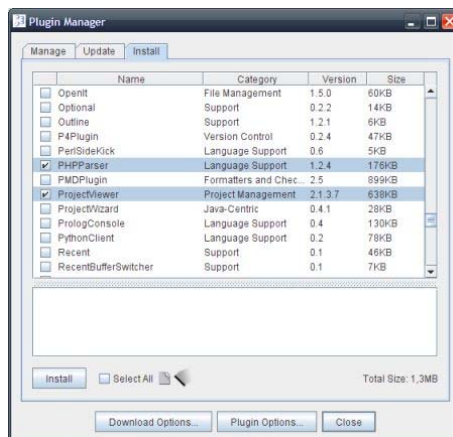 Plugin Manager
Manage Update Install
Name Category Version Size
OpenIt File Management 1.5.0 60KB
Optional Support 0.2.2 14KB
Outline Support 1.2.1 6KB
P4Plugin Version Control 0.2.4 47KB
PerlSideKick Language Support 0.6 5KB
PHPParser Language Support 1.2.4 176KB
PMDPlugin Formatters and Chec... 2.5 899KB
ProjectViewer Project Management 2.1.3.7 638KB
ProjectWizard Java-Centric 0.4.1 28KB
PrologConsole Language Support 0.4 130KB
PythonClient Language Support 0.2 78KB
Recent Support 0.1 46KB
RecentBufferSwitcher Support 0.1 7KB
Install Select All Total Size: 1,3MB
Download Options... Plugin Options... Close